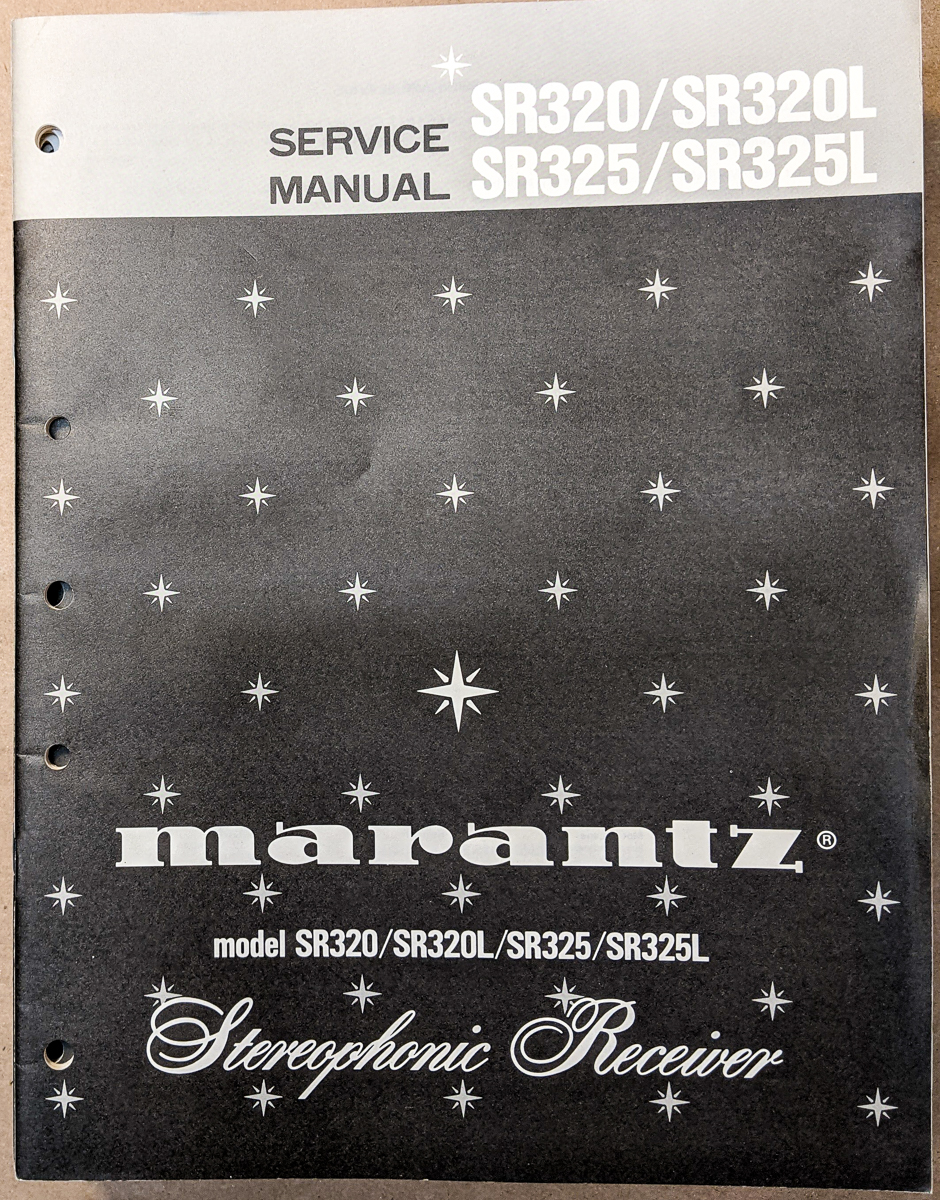 SERVICE
MANUAL
SR320/SR320L
SR325/SR325L
marantz®
model SR320/SR320L/SR325/SR325L
Stereophonic Receiver